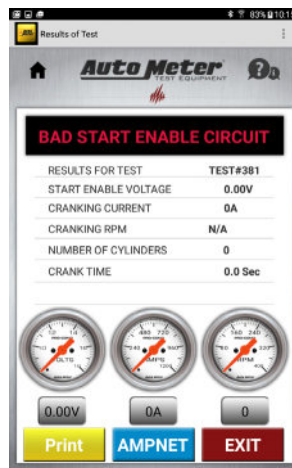 83% 10:15
Results of Test
Auto Meter
TEST EQUIPMENT
BAD START ENABLE CIRCUIT
RESULTS FOR TEST TEST#381
START ENABLE VOLTAGE 0.00V
CRANKING CURRENT 0A
CRANKING RPM N/A
NUMBER OF CYLINDERS 0
CRANK TIME 0.0 Sec
VOLTS AMPS RPM
0.00V 0A 0
Print AMPNET EXIT